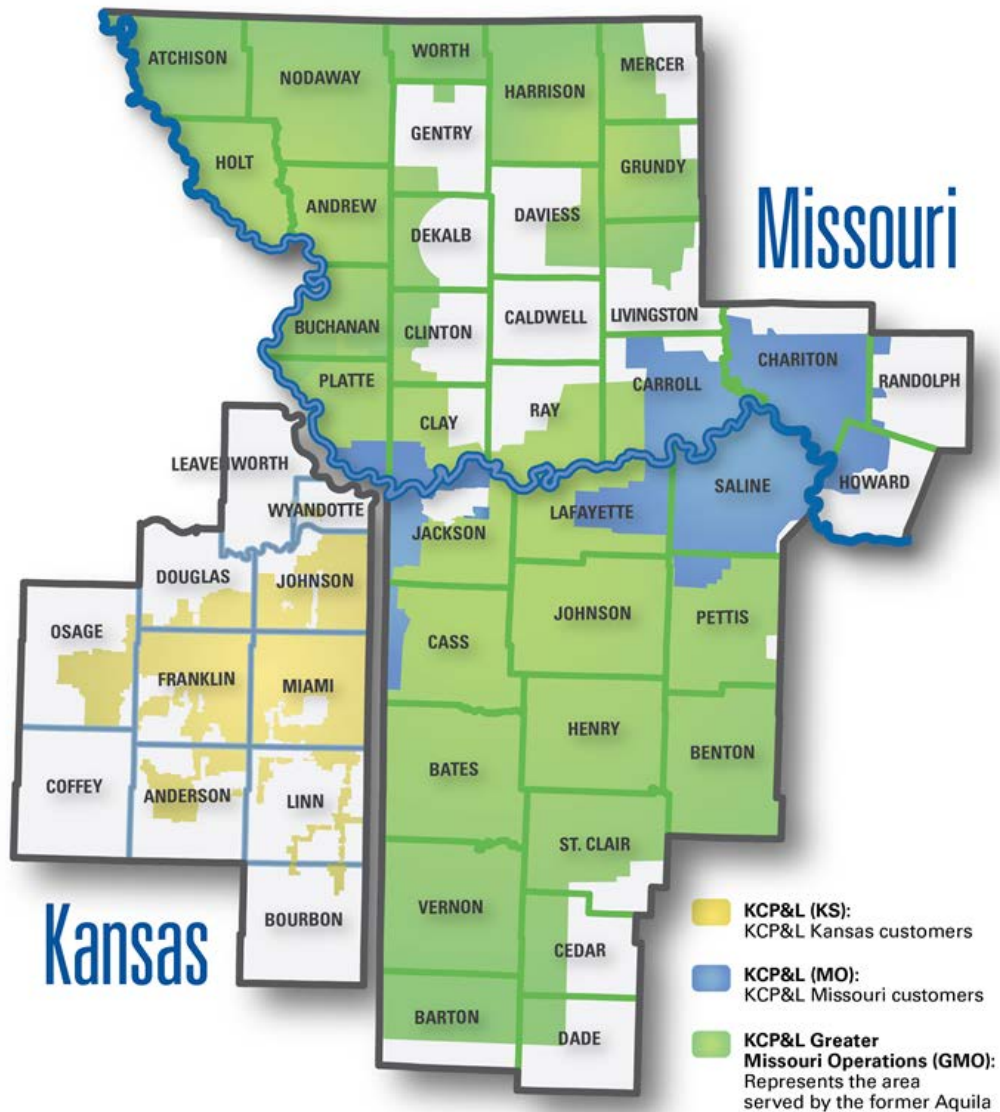 ATCHISON
NODAWAY
WORTH
HARRISON
MERCER
GENTRY
HOLT
GRUNDY
ANDREW
DAVIESS
DEKALB
Missouri
BUCHANAN
CLINTON
CALDWELL
LIVINGSTON
CHARITON
PLATTE
CARROLL
RANDOLPH
CLAY
RAY
LEAVENWORTH
SALINE
HOWARD
WYANDOTTE
LAFAYETTE
JACKSON
DOUGLAS
JOHNSON
JOHNSON
PETTIS
OSAGE
CASS
FRANKLIN
MIAMI
HENRY
BENTON
BATES
COFFEY
ANDERSON
LINN
ST. CLAIR
VERNON
BOURBON
Kansas
CEDAR
BARTON
DADE
KCP&L (KS):
KCP&L Kansas customers
KCP&L (MO):
KCP&L Missouri customers
KCP&L Greater
Missouri Operations (GMO):
Represents the area
served by the former Aquila